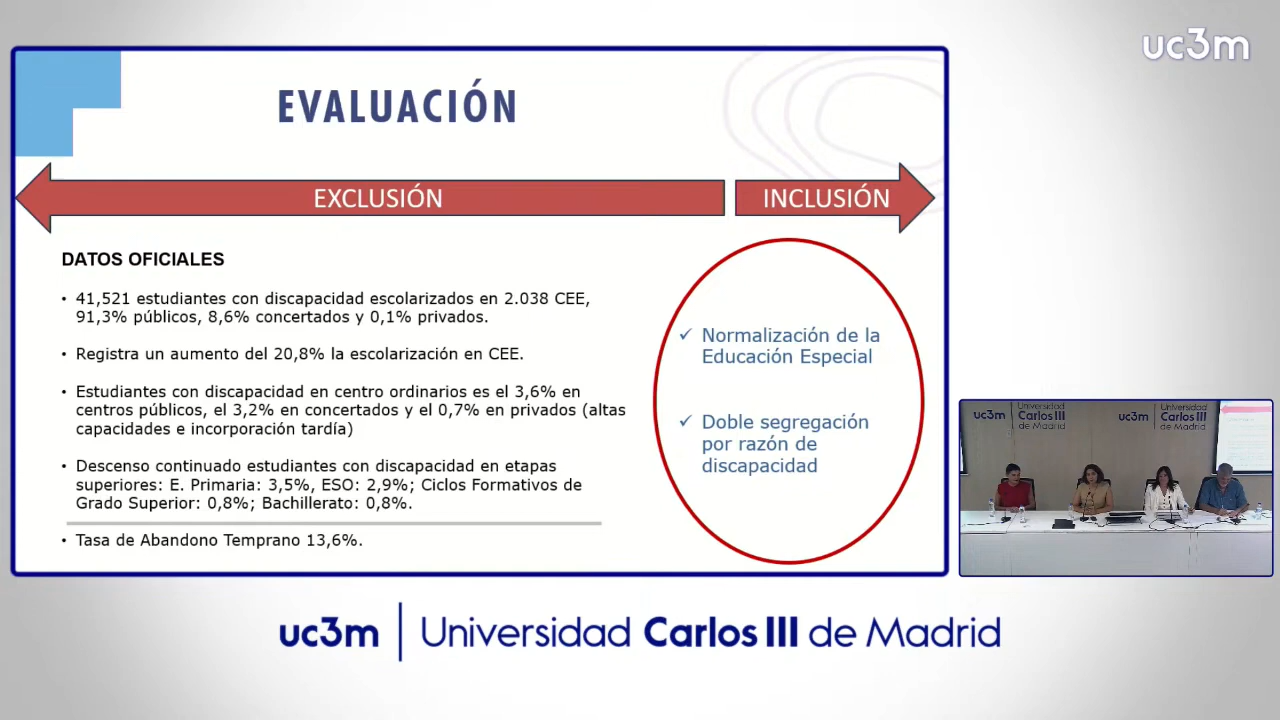 uc3m
EVALUACIÓN
EXCLUSIÓN
INCLUSIÓN
DATOS OFICIALES
• 41,521 estudiantes con discapacidad escolarizados en 2.038 CEE,
91,3% públicos, 8,6% concertados y 0,1% privados.
• Registra un aumento del 20,8% la escolarización en CEE.
• Estudiantes con discapacidad en centro ordinarios es el 3,6% en
centros públicos, el 3,2% en concertados y el 0,7% en privados (altas
capacidades e incorporación tardía)
• Descenso continuado estudiantes con discapacidad en etapas
superiores: E. Primaria: 3,5%, ESO: 2,9%; Ciclos Formativos de
Grado Superior: 0,8%; Bachillerato: 0,8%.
• Tasa de Abandono Temprano 13,6%.
✓ Normalización de la
Educación Especial
✓ Doble segregación
por razón de
discapacidad
uc3m | Universidad
Carlos III
de Madrid
uc3m | Universidad
Carlos III
de Madrid
uc3m | Universidad Carlos III de Madrid